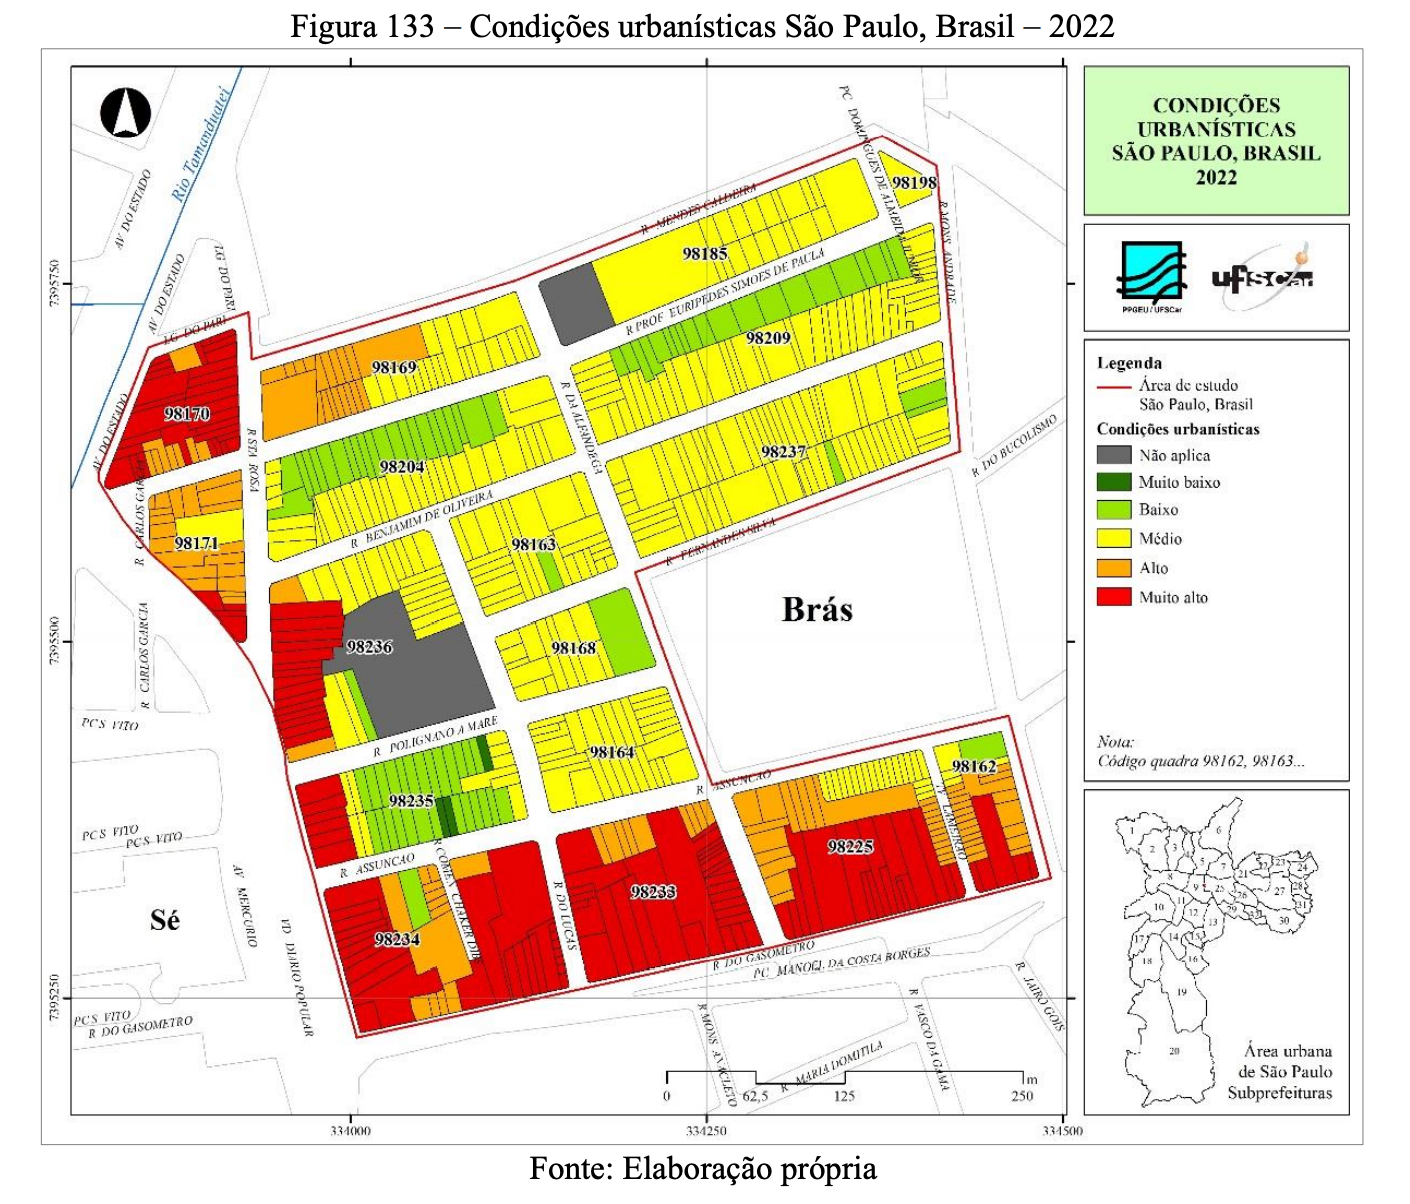 Figura 133 – Condições urbanísticas São Paulo, Brasil – 2022
CONDIÇÕES
URBANÍSTICAS
SÃO PAULO, BRASIL
2022
PPGEU / UFSCar
ufscar
Legenda
Área de estudo
São Paulo, Brasil
Condições urbanísticas
Não aplica
Muito baixo
Baixo
Médio
Alto
Muito alto
Nota:
Código quadra 98162, 98163...
Área urbana
de São Paulo
Subprefeituras
1
2
3
4
5
6
7
8
9
10
11
12
13
14
15
16
17
18
19
20
21
22
23
24
25
26
27
28
29
30
31
32
Rio Tamanduateí
AV DO ESTADO
AV DO ESTADO
AV DO ESTADO
LG DO PARI
LG DO PARI
R STA ROSA
R CARLOS GARCIA
R CARLOS GARCIA
R MENDES CALDEIRA
PC DOMINGUES DE ALMEIDA JUNIOR
R MONS ANDRADE
R PROF EURIPEDES SIMOES DE PAULA
R DA ALFANDEGA
R BENJAMIM DE OLIVEIRA
R FERNANDES SILVA
R DO BUCOLISMO
R POLIGNANO A MARE
R ASSUNCAO
R ASSUNCAO
R COMEN CHAKER DIB
R DO LUCAS
V LAMEIRAO
R DO GASOMETRO
PC MANOEL DA COSTA BORGES
R JAIRO GOIS
R VASCO DA GAMA
R MARIA DOMITILA
R MONS ANACLETO
PC S VITO
PC S VITO
PC S VITO
PC S VITO
R DO GASOMETRO
AV MERCURIO
VD DIARIO POPULAR
98198
98185
98209
98169
98170
98204
98237
98171
98163
98236
98168
98164
98162
98235
98225
98233
98234
Brás
Sé
7395750
7395500
7395250
334000
334250
334500
0
62,5
125
250
m
Fonte: Elaboração própria